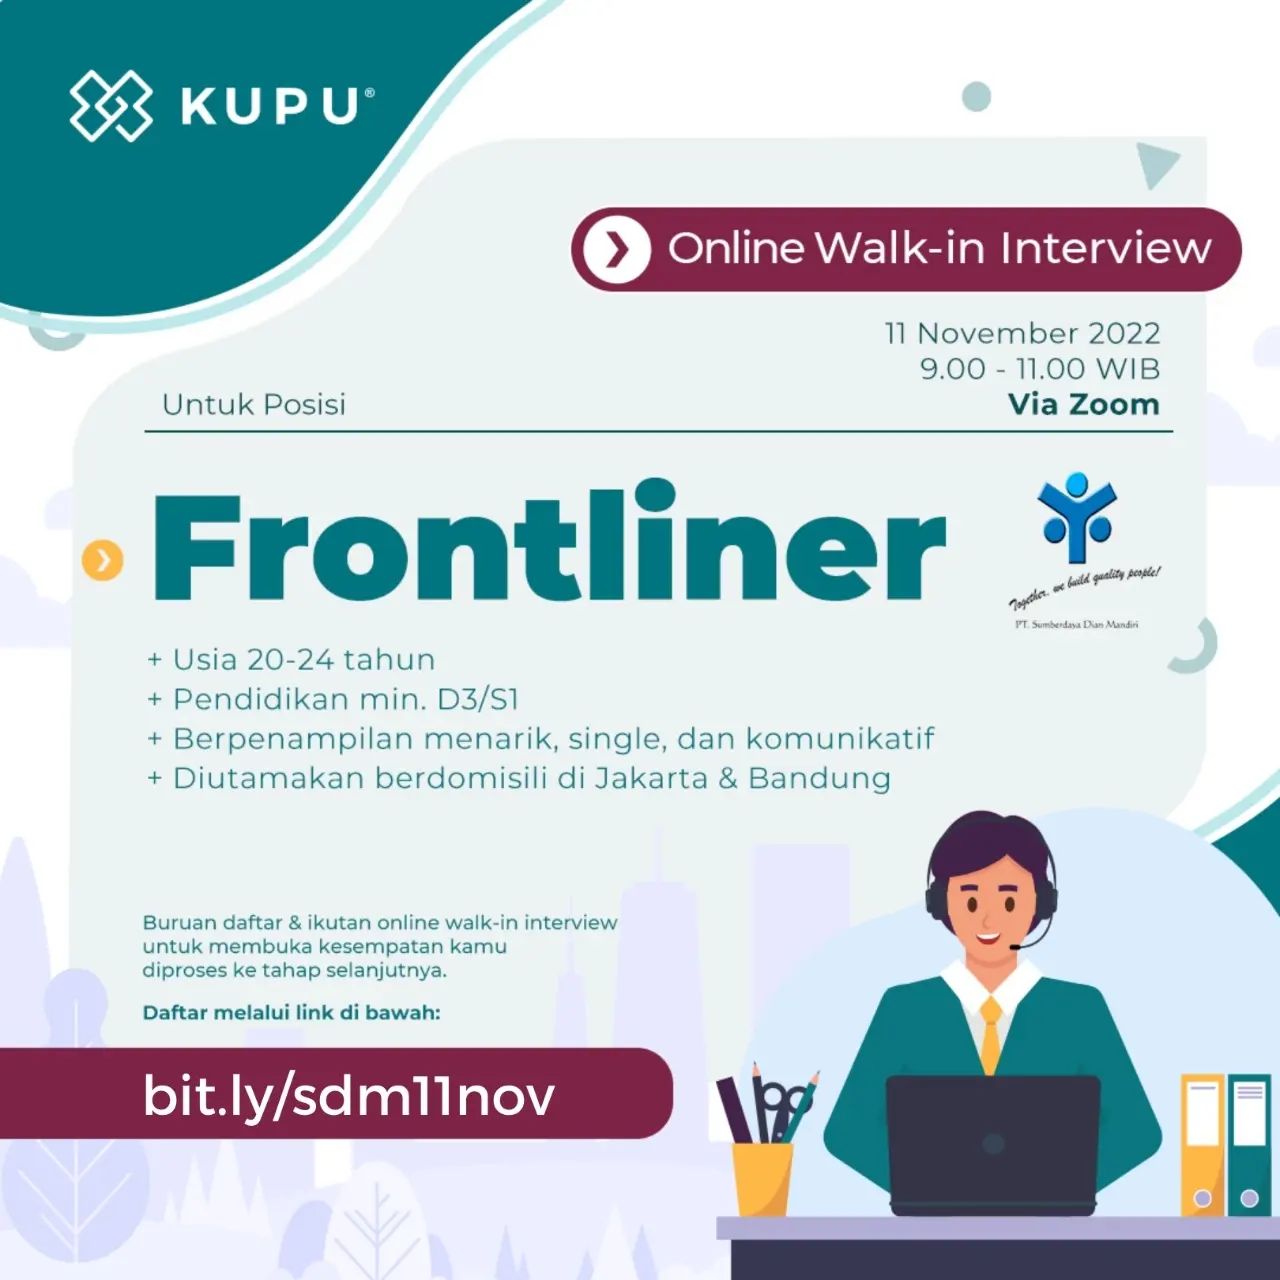 KUPU®
Online Walk-in Interview
11 November 2022
9.00 - 11.00 WIB
Via Zoom
Untuk Posisi
Frontliner
Together, we build quality people!
PT. Sumberdaya Dian Mandiri
+ Usia 20-24 tahun
+ Pendidikan min. D3/S1
+ Berpenampilan menarik, single, dan komunikatif
+ Diutamakan berdomisili di Jakarta & Bandung
Buruan daftar & ikutan online walk-in interview
untuk membuka kesempatan kamu
diproses ke tahap selanjutnya.
Daftar melalui link di bawah:
bit.ly/sdm11nov